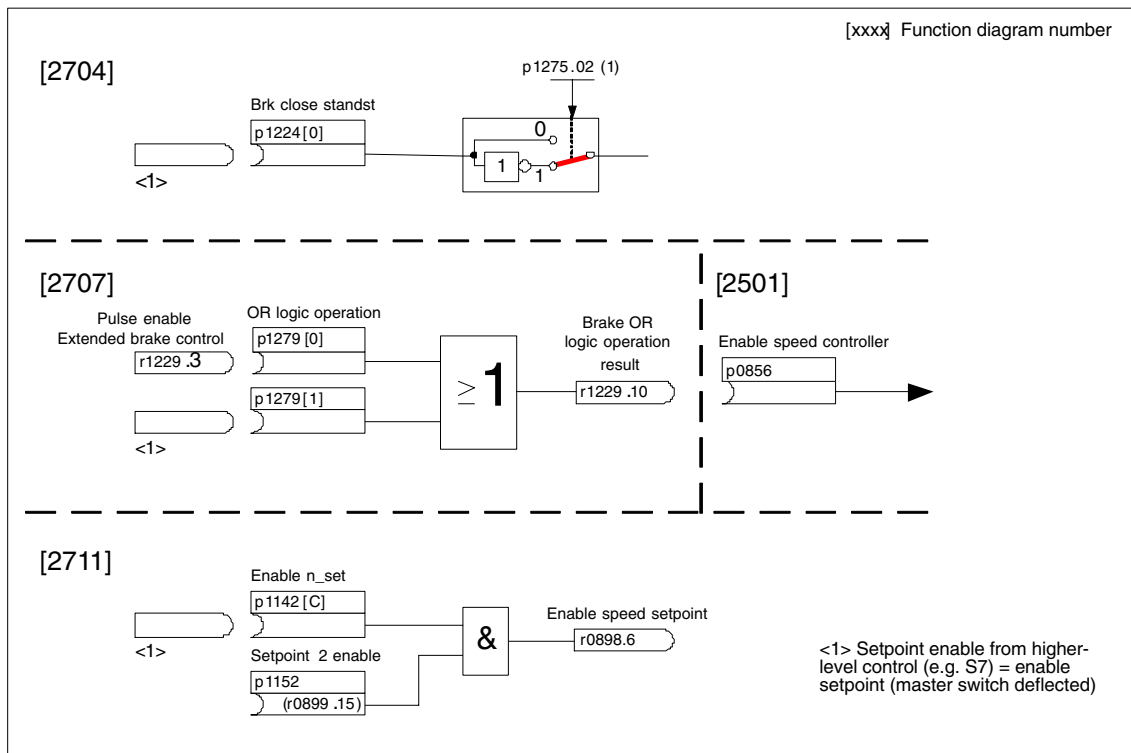 [xxxx] Function diagram number
[2704]
p1275.02 (1)
Brk close standst
p1224[0]
0
1
1
<1>
[2707]
[2501]
Pulse enable
Extended brake control
OR logic operation
Brake OR
logic operation
result
Enable speed controller
r1229.3
p1279[0]
p0856
≥1
r1229.10
p1279[1]
<1>
[2711]
Enable n_set
p1142[C]
Enable speed setpoint
&
r0898.6
<1>
Setpoint 2 enable
p1152
(r0899.15)
<1> Setpoint enable from higher-
level control (e.g. S7) = enable
setpoint (master switch deflected)